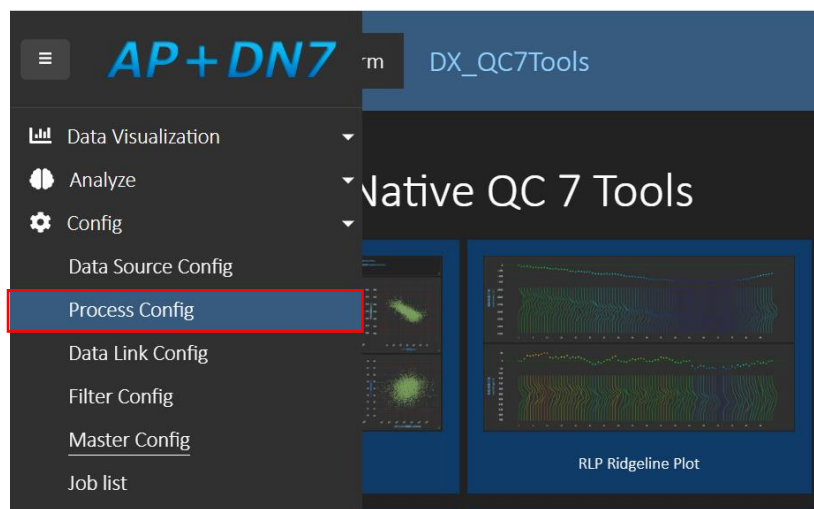 ≡ AP+DN7 rm DX_QC7Tools
Data Visualization
Analyze
Native QC 7 Tools
Config
Data Source Config
Process Config
Data Link Config
Filter Config
Master Config
RLP Ridgeline Plot
Job list